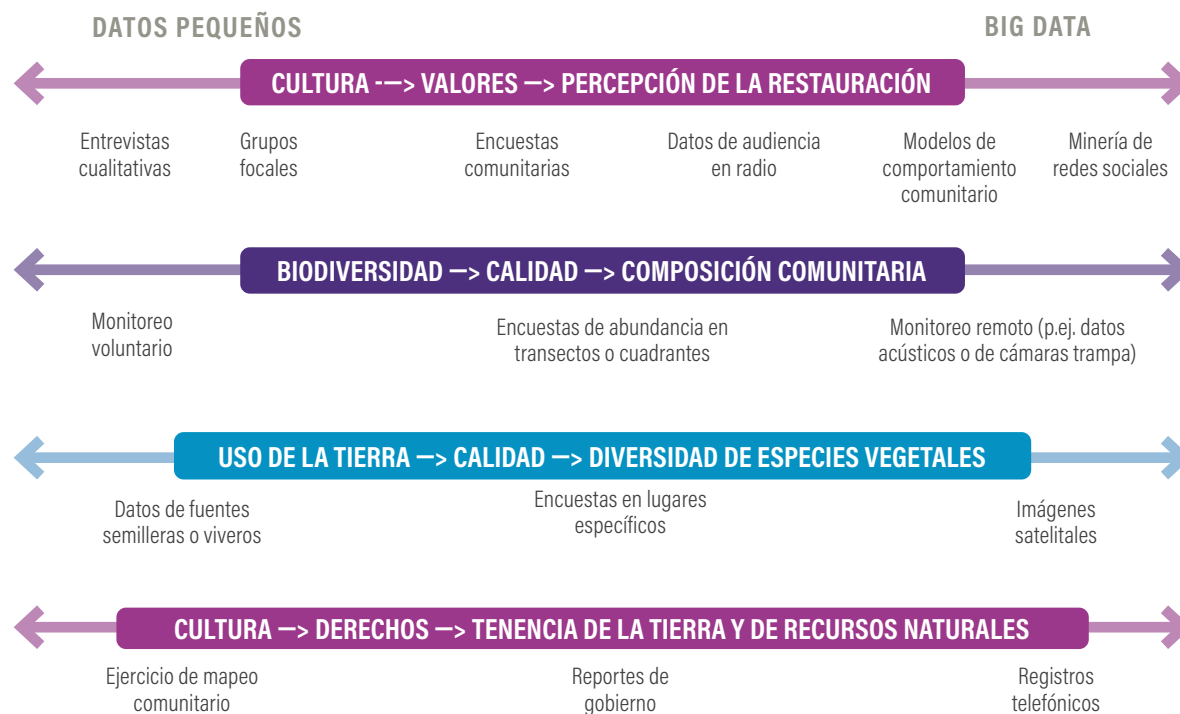 DATOS PEQUEÑOS
BIG DATA
CULTURA -—> VALORES —> PERCEPCIÓN DE LA RESTAURACIÓN
Entrevistas
cualitativas
Grupos
focales
Encuestas
comunitarias
Datos de audiencia
en radio
Modelos de
comportamiento
comunitario
Minería de
redes sociales
BIODIVERSIDAD —> CALIDAD —> COMPOSICIÓN COMUNITARIA
Monitoreo
voluntario
Encuestas de abundancia en
transectos o cuadrantes
Monitoreo remoto (p.ej. datos
acústicos o de cámaras trampa)
USO DE LA TIERRA —> CALIDAD —> DIVERSIDAD DE ESPECIES VEGETALES
Datos de fuentes
semilleras o viveros
Encuestas en lugares
específicos
Imágenes
satelitales
CULTURA —> DERECHOS —> TENENCIA DE LA TIERRA Y DE RECURSOS NATURALES
Ejercicio de mapeo
comunitario
Reportes de
gobierno
Registros
telefónicos